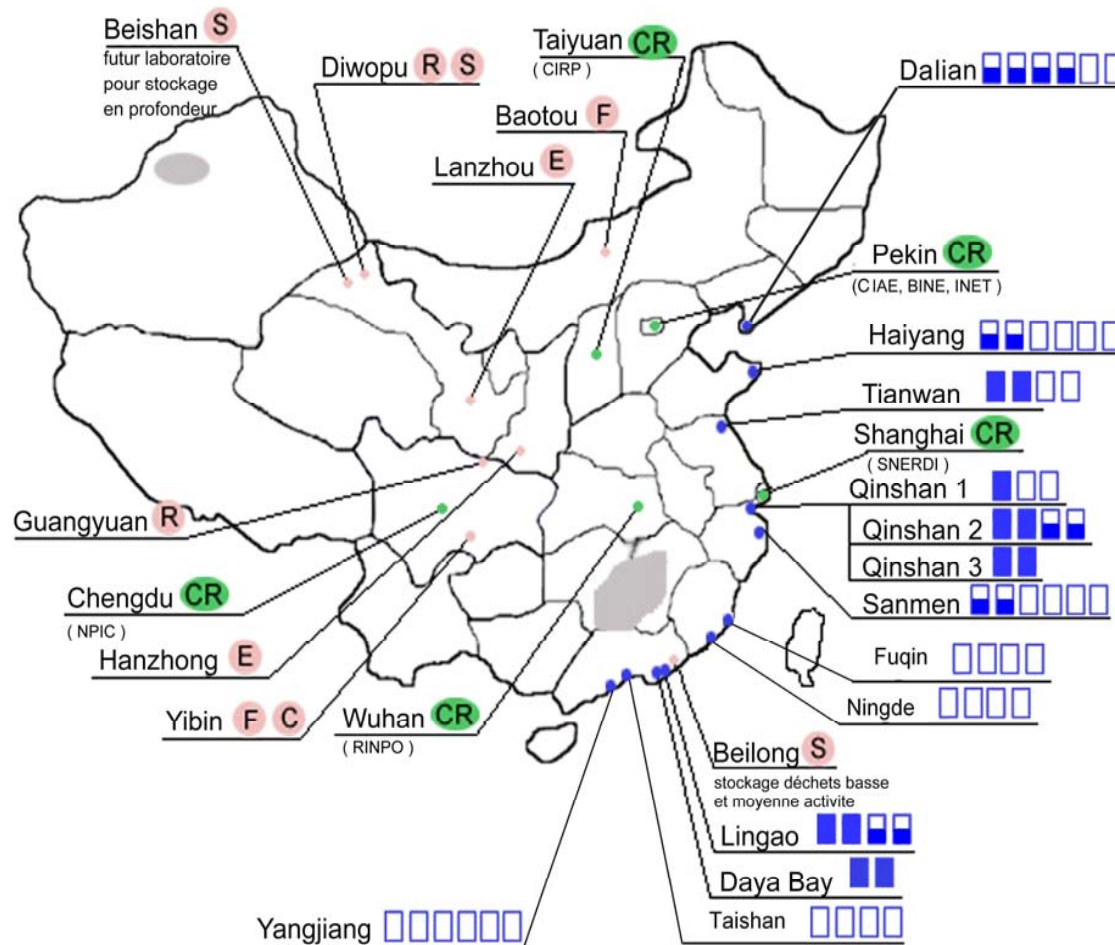 Beishan S
futur laboratoire
pour stockage
en profondeur
Diwopu R S
Taiyuan CR
( CIRP )
Baotou F
Lanzhou E
Dalian
Pekin CR
(CIAE, BINE, INET )
Haiyang
Tianwan
Shanghai CR
( SNERDI )
Qinshan 1
Qinshan 2
Qinshan 3
Sanmen
Guangyuan R
Chengdu CR
( NPIC )
Hanzhong E
Yibin F C
Wuhan CR
( RINPO )
Fuqin
Ningde
Beilong S
stockage déchets basse
et moyenne activite
Lingao
Daya Bay
Taishan
Yangjiang